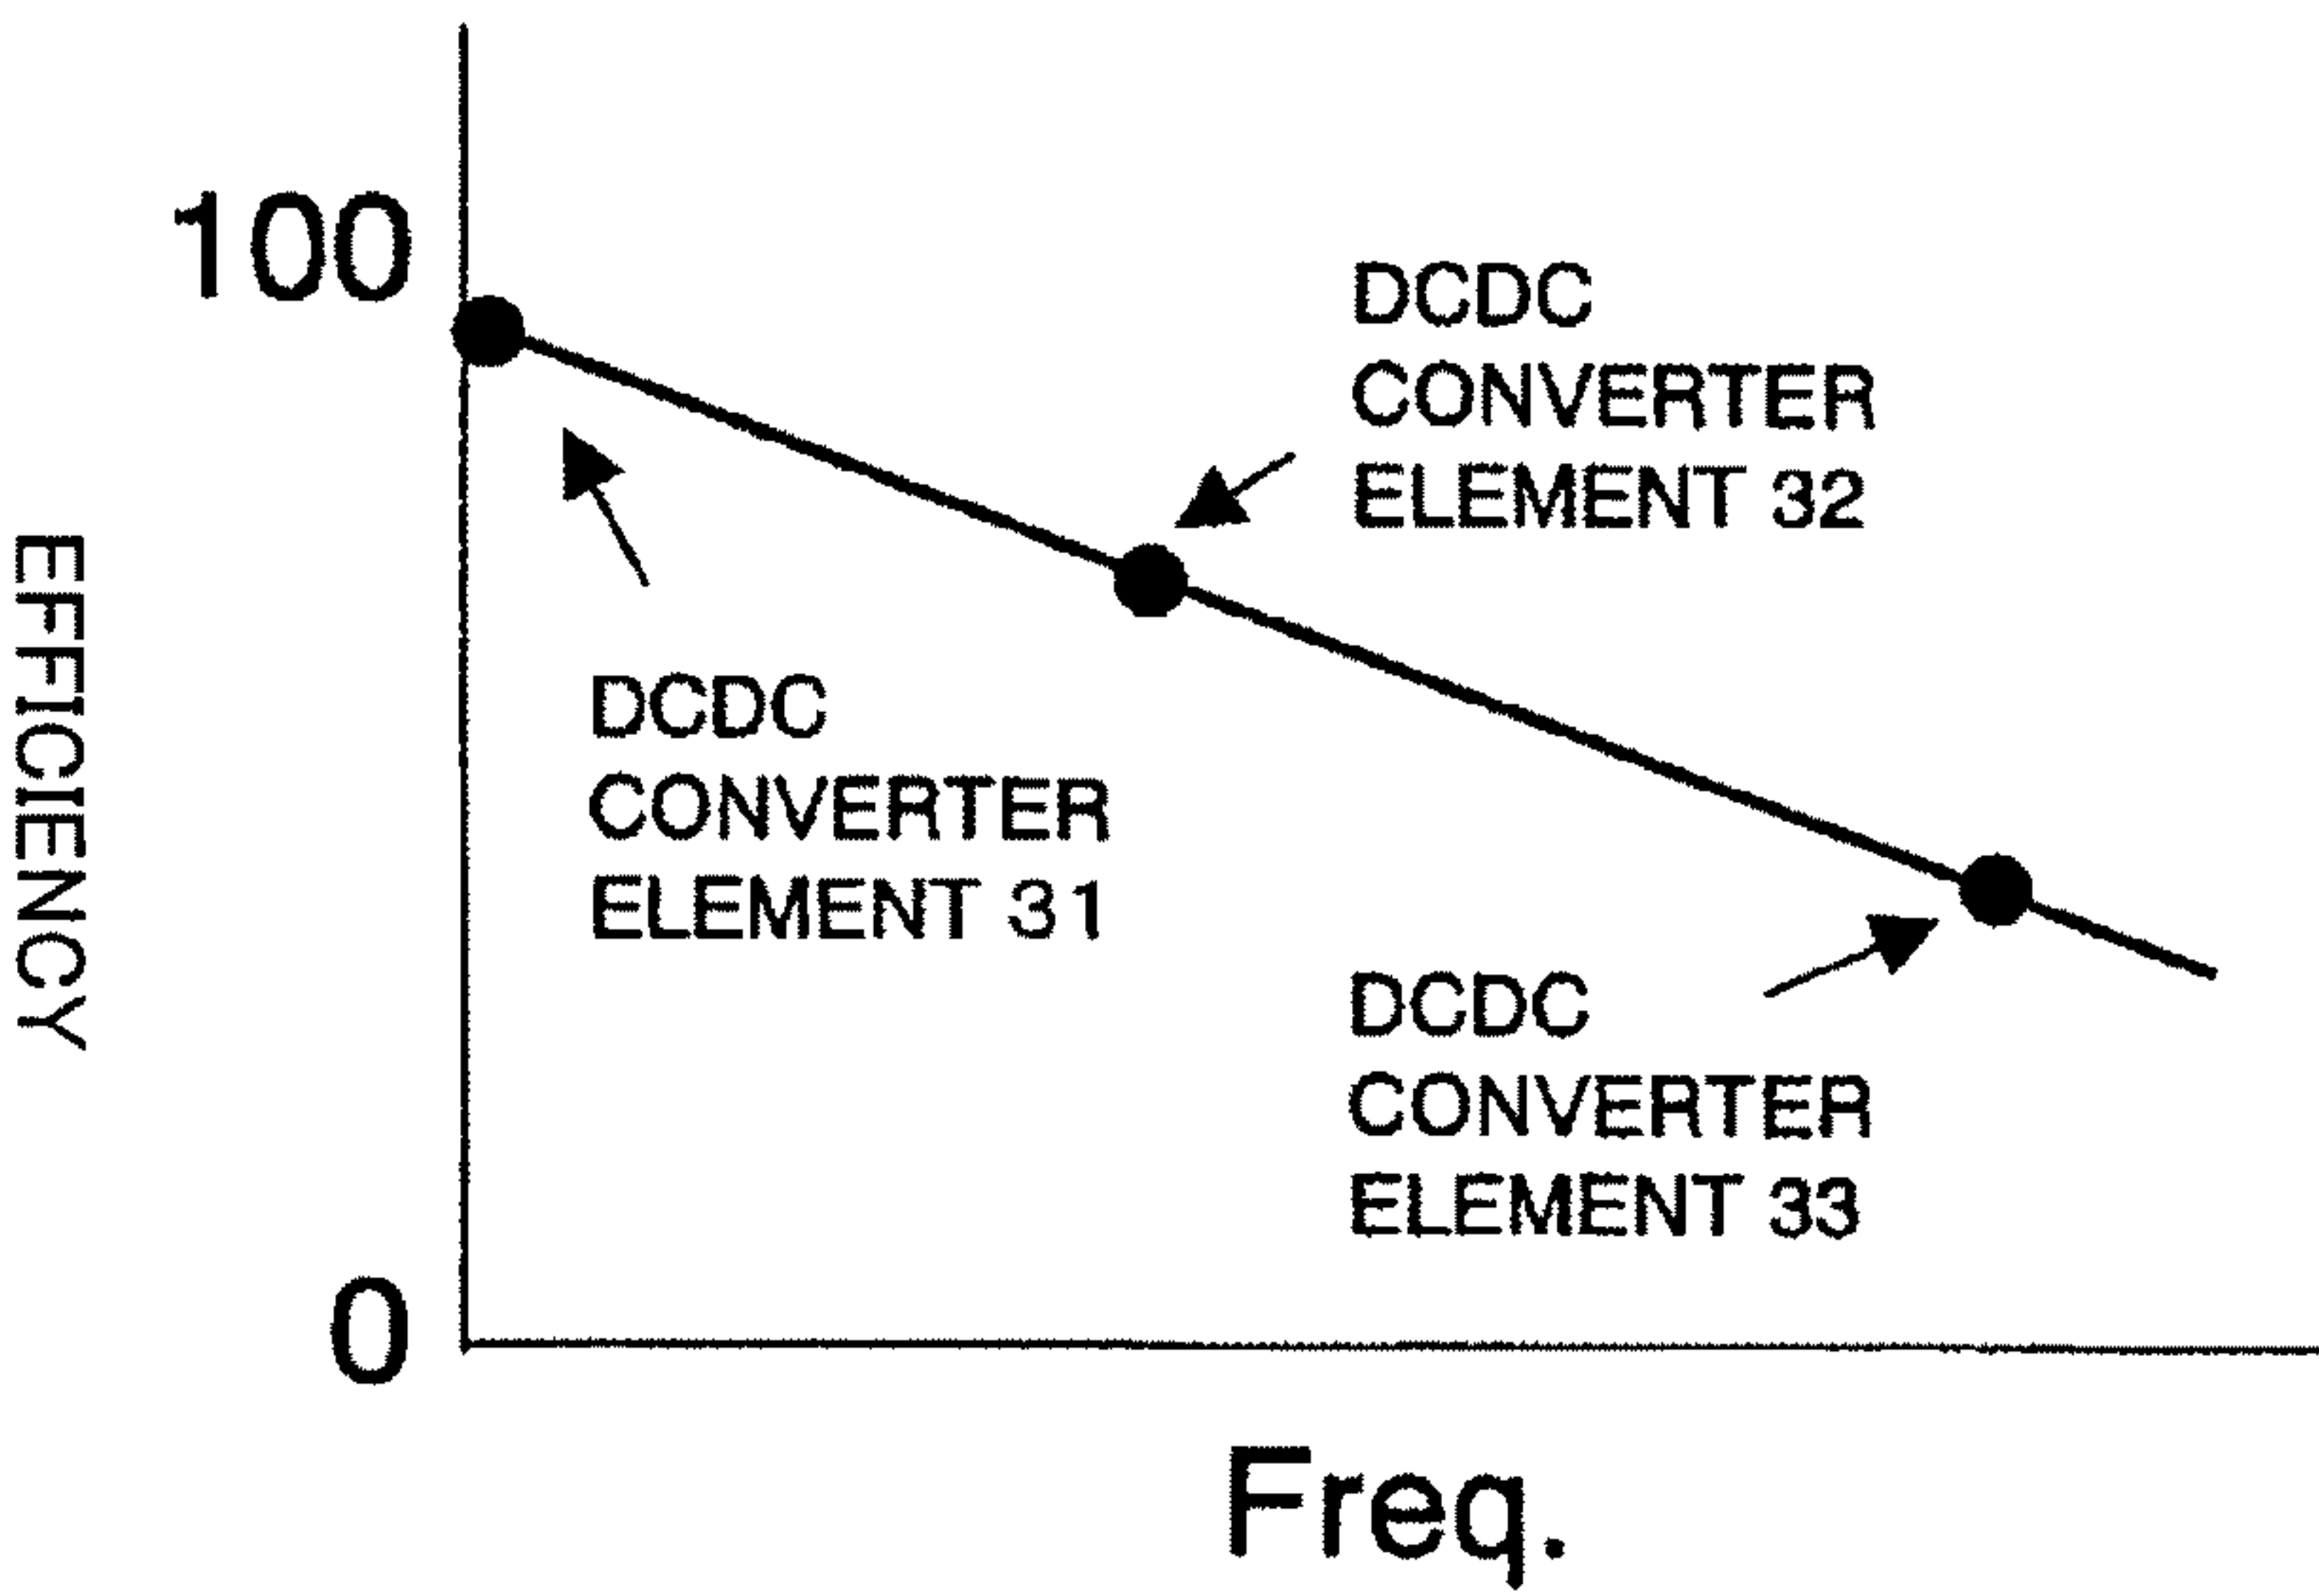 100
DCDC
CONVERTER
ELEMENT 32
EFFICIENCY
DCDC
CONVERTER
ELEMENT 31
DCDC
CONVERTER
ELEMENT 33
0
Freq.